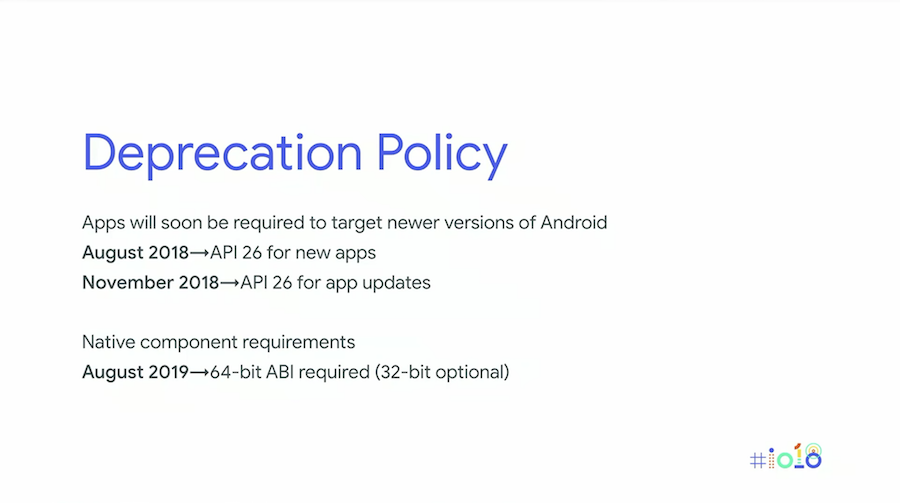 Deprecation Policy
Apps will soon be required to target newer versions of Android
August 2018→API 26 for new apps
November 2018→API 26 for app updates
Native component requirements
August 2019→64-bit ABI required (32-bit optional)
#io18